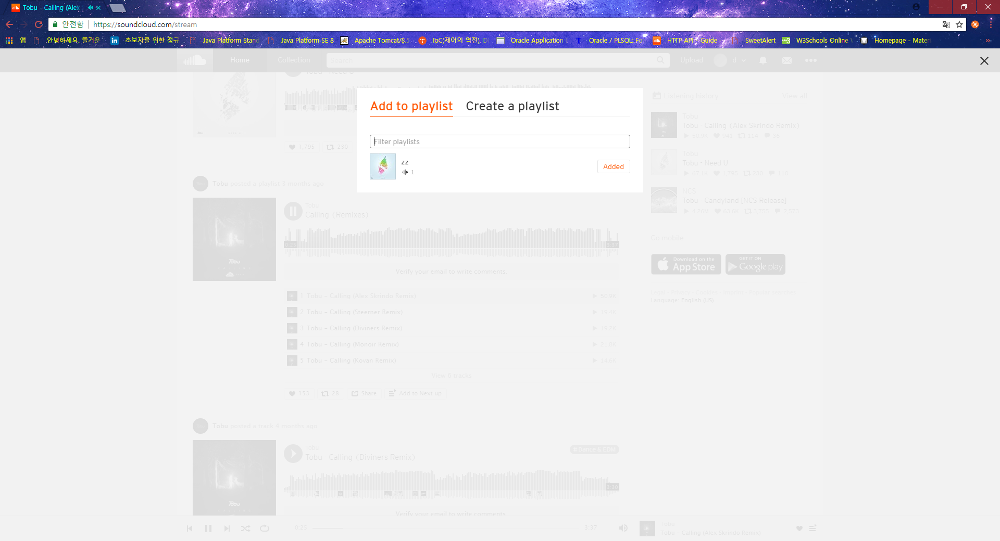 Tobu - Calling (Alex
안전함 https://soundcloud.com/stream
앱 안녕하세요. 즐거운 초보자를 위한 정규 Java Platform Stand Java Platform SE 8 Apache Tomcat/8.5 IoC(제어의 역전), D Oracle Application Oracle / PLSQL: HTTP API - Guide SweetAlert W3Schools Online Homepage - Mater
Home Collection Search Upload d
Tobu - Need U
Add to playlist Create a playlist
Filter playlists
zz
1
Added
1,795 230
Tobu posted a playlist 3 months ago
Tobu
Calling (Remixes)
0:25 3:37
Tobu
Verify your email to write comments.
1 Tobu - Calling (Alex Skrindo Remix) 50.9K
2 Tobu - Calling (Steerner Remix) 19.4K
3 Tobu - Calling (Diviners Remix) 19.2K
4 Tobu - Calling (Monoir Remix) 21.8K
5 Tobu - Calling (Kovan Remix) 14.6K
View 6 tracks
153 28 Share Add to Next up
Tobu posted a track 4 months ago
Tobu
Tobu - Calling (Diviners Remix)
Dance & EDM
3:30
Tobu
Verify your email to write comments.
Listening history View all
Tobu
Tobu - Calling (Alex Skrindo Remix)
50.9K 941 114 36
Tobu
Tobu - Need U
67.1K 1,795 230 110
NCS
Tobu - Candyland [NCS Release]
4.26M 63.6K 3,755 2,573
Go mobile
Download on the
App Store
GET IT ON
Google play
Legal - Privacy - Cookies - Imprint - Popular searches
Language: English (US)
0:25 3:37
Tobu
Tobu - Calling (Alex Skrindo Remix)